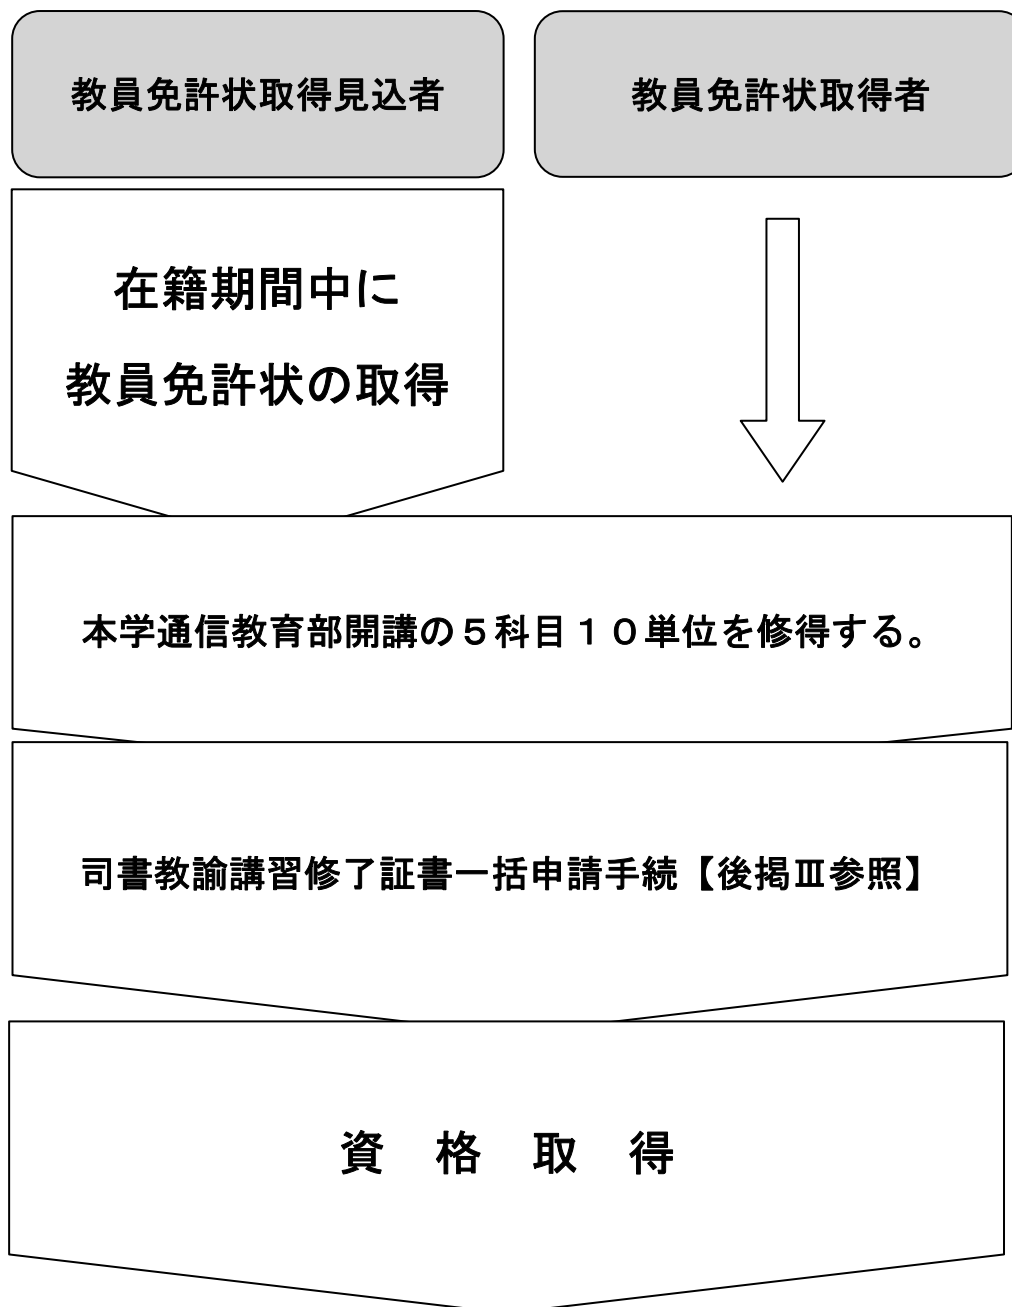 教員免許状取得見込者
教員免許状取得者
在籍期間中に
教員免許状の取得
本学通信教育部開講の５科目１０単位を修得する。
司書教諭講習修了証書一括申請手続【後掲Ⅲ参照】
資　格　取　得